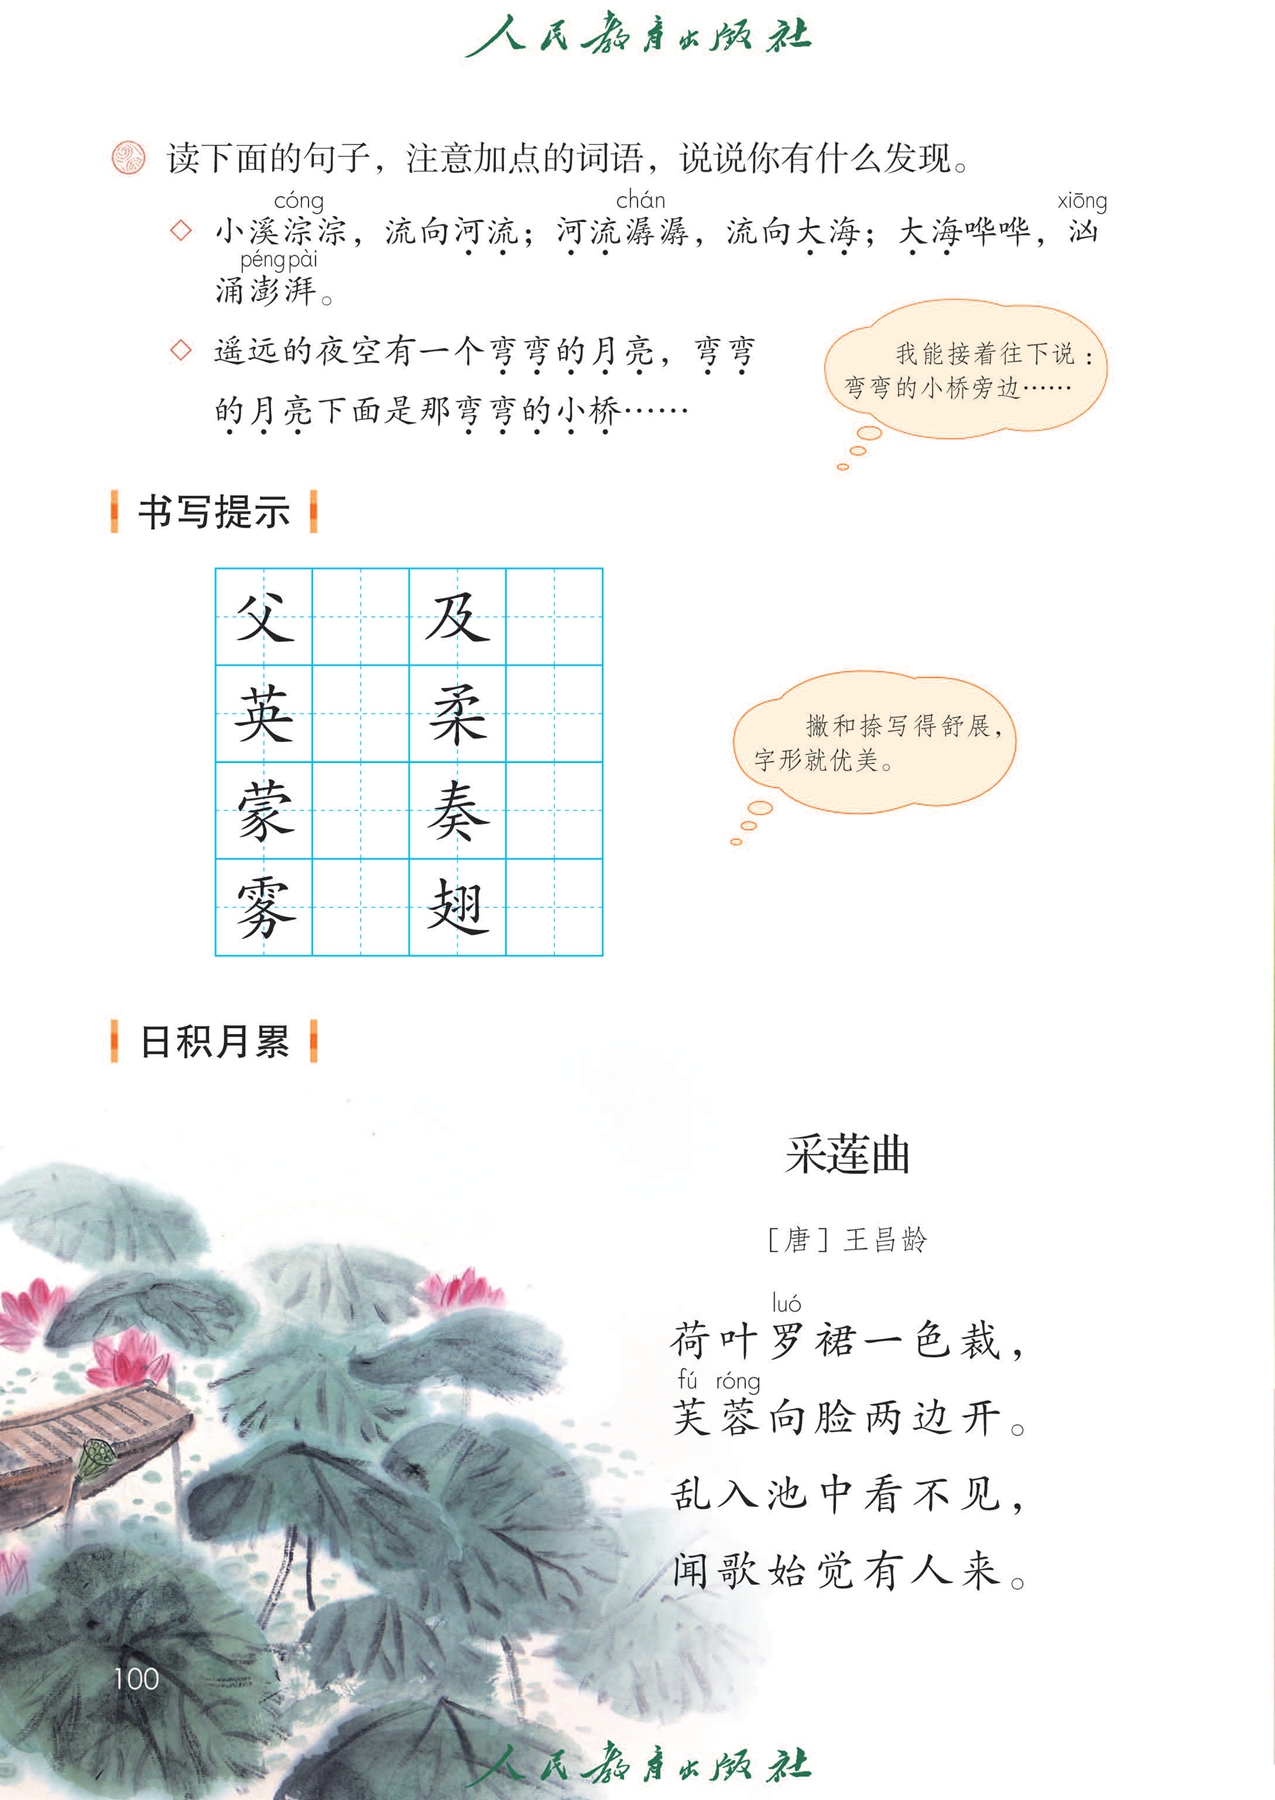 人民教育出版社
读下面的句子，注意加点的词语，说说你有什么发现。
cóng chán xiōng
小溪淙淙，流向河流；河流潺潺，流向大海；大海哗哗，汹
péng pài
涌澎湃。
遥远的夜空有一个弯弯的月亮，弯弯
的月亮下面是那弯弯的小桥……
我能接着往下说：
弯弯的小桥旁边……
书写提示
父 及
英 柔
蒙 奏
雾 翅
撇和捺写得舒展，
字形就优美。
日积月累
采莲曲
［唐］王昌龄
luó
荷叶罗裙一色裁，
fú róng
芙蓉向脸两边开。
乱入池中看不见，
闻歌始觉有人来。
100
人民教育出版社